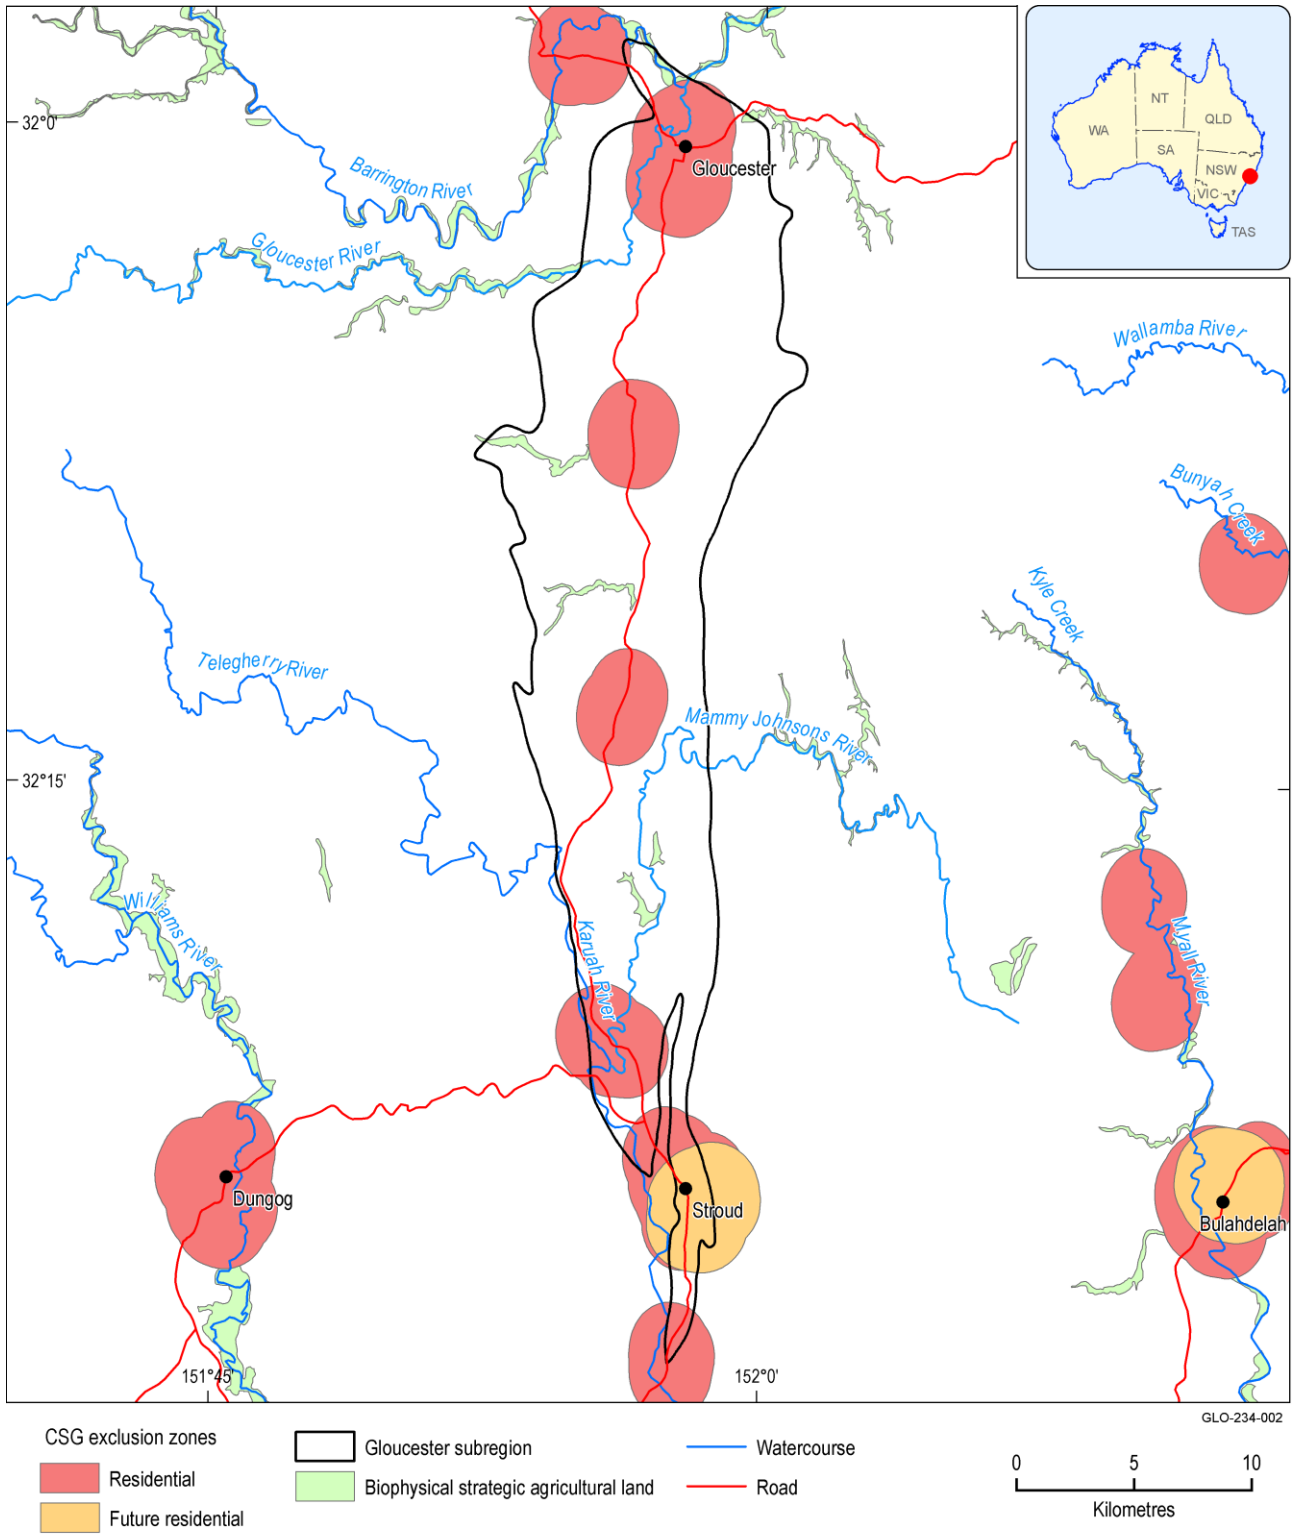 NT
WA
QLD
SA
NSW
VIC
TAS
32°0'
Gloucester
Barrington River
Gloucester River
Wallamba River
Bunyah Creek
Kyle Creek
Telegherry River
Mammy Johnsons River
32°15'
Williams River
Karuah River
Myall River
Dungog
Stroud
Bulahdelah
151°45'
152°0'
GLO-234-002
CSG exclusion zones
Residential
Future residential
Gloucester subregion
Biophysical strategic agricultural land
Watercourse
Road
0 5 10
Kilometres